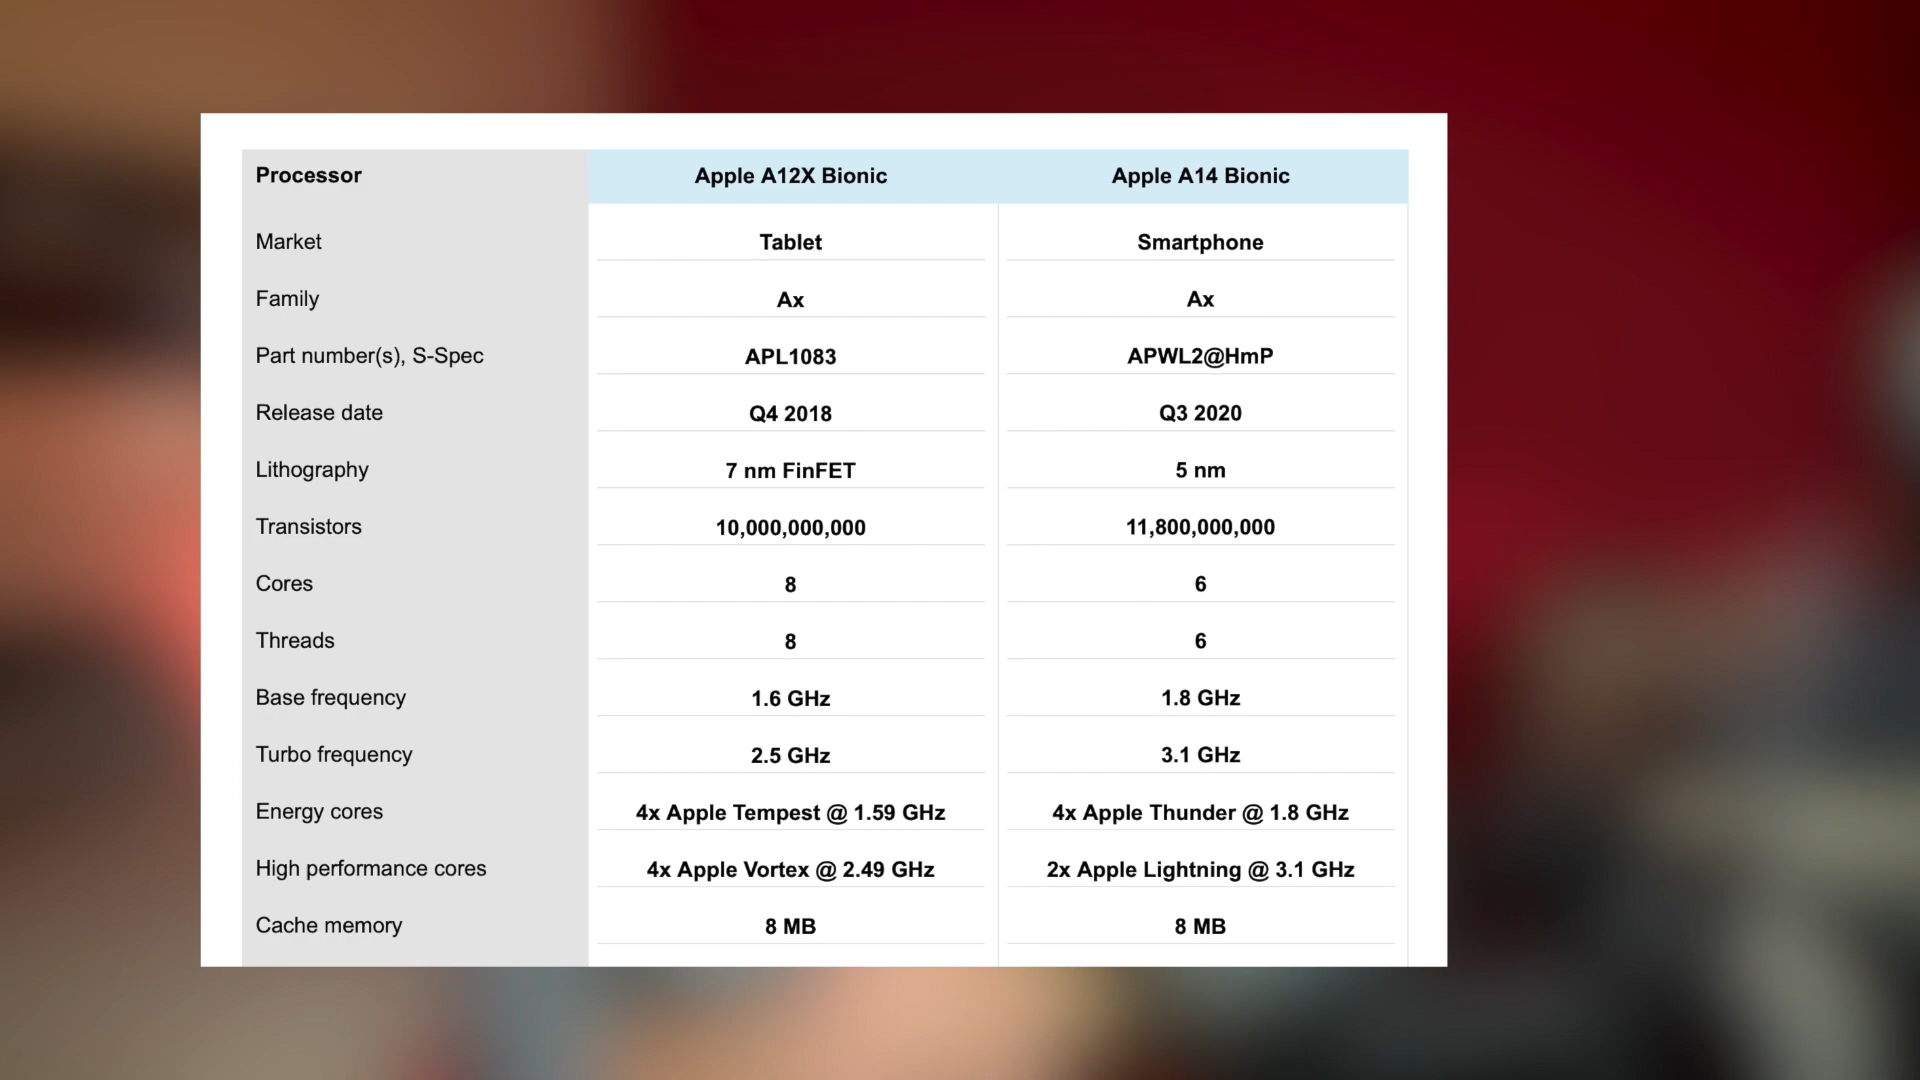 Processor Apple A12X Bionic Apple A14 Bionic
Market Tablet Smartphone
Family Ax Ax
Part number(s), S-Spec APL1083 APWL2@HmP
Release date Q4 2018 Q3 2020
Lithography 7 nm FinFET 5 nm
Transistors 10,000,000,000 11,800,000,000
Cores 8 6
Threads 8 6
Base frequency 1.6 GHz 1.8 GHz
Turbo frequency 2.5 GHz 3.1 GHz
Energy cores 4x Apple Tempest @ 1.59 GHz 4x Apple Thunder @ 1.8 GHz
High performance cores 4x Apple Vortex @ 2.49 GHz 2x Apple Lightning @ 3.1 GHz
Cache memory 8 MB 8 MB